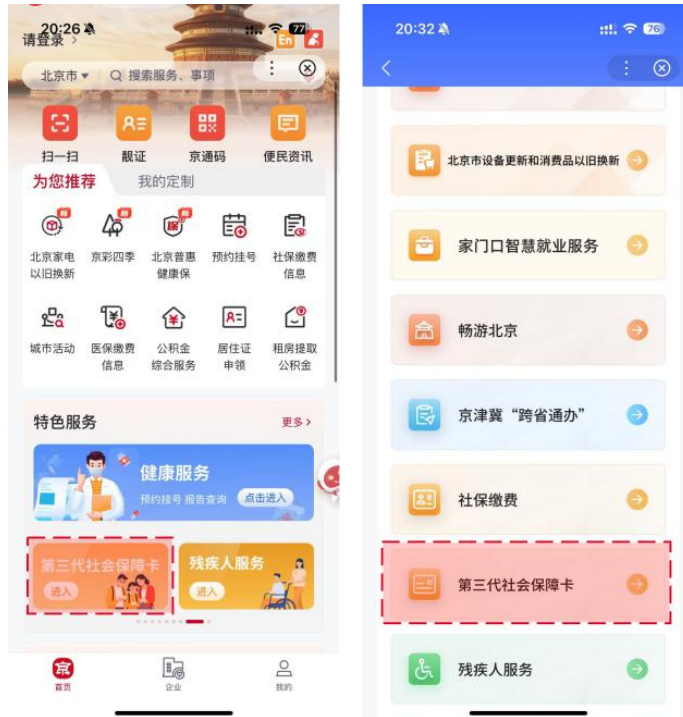 20:26
77
请登录 >
En
北京市
搜索服务、事项
扫一扫
靓证
京通码
便民资讯
为您推荐
我的定制
北京家电
以旧换新
京彩四季
北京普惠
健康保
预约挂号
社保缴费
信息
城市活动
医保缴费
信息
公积金
综合服务
居住证
申领
租房提取
公积金
特色服务
更多 >
健康服务
预约挂号 报告查询
点击进入
第三代社会保障卡
进入
残疾人服务
进入
京
首页
企业
我的
20:32
76
北京市设备更新和消费品以旧换新
家门口智慧就业服务
畅游北京
京津冀“跨省通办”
社保缴费
第三代社会保障卡
残疾人服务